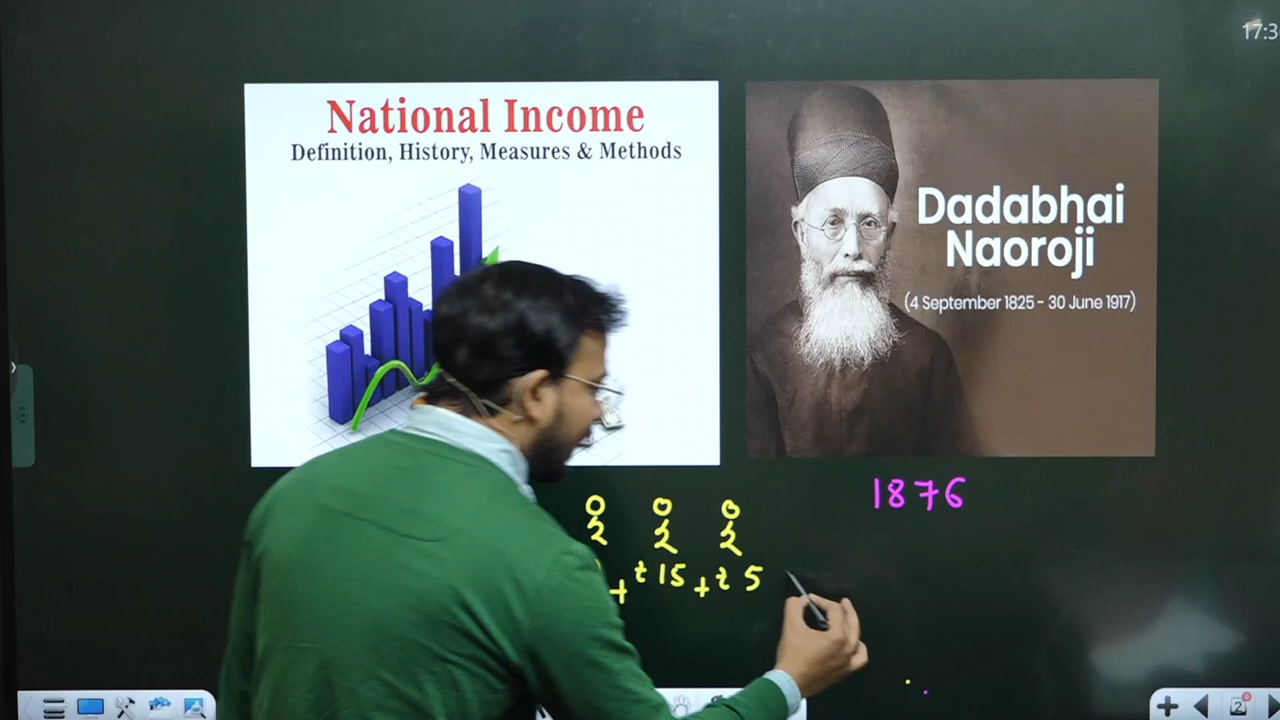 17:3
National Income
Definition, History, Measures & Methods
Dadabhai
Naoroji
(4 September 1825 - 30 June 1917)
1876
+ ₹15 + ₹5
2